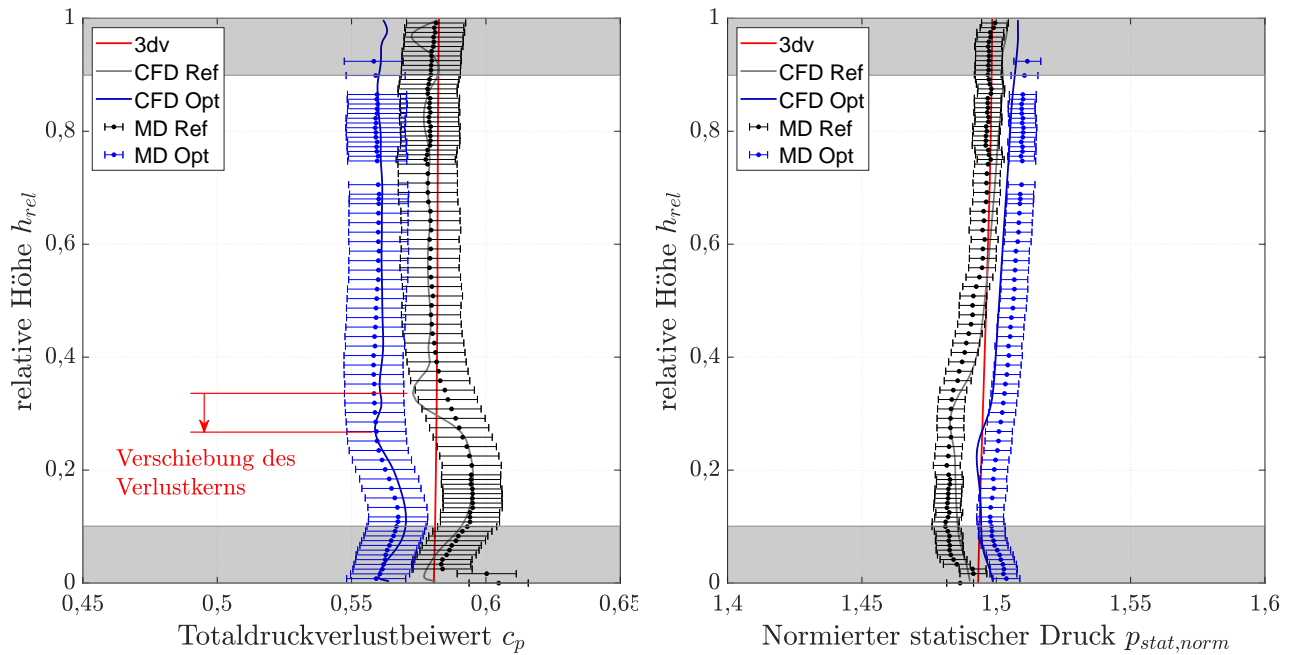 1
0,8
0,6
0,4
0,2
0
relative Höhe h_rel
3dv
CFD Ref
CFD Opt
MD Ref
MD Opt
Verschiebung des
Verlustkerns
0,45
0,5
0,55
0,6
0,65
Totaldruckverlustbeiwert c_p
1
0,8
0,6
0,4
0,2
0
relative Höhe h_rel
3dv
CFD Ref
CFD Opt
MD Ref
MD Opt
1,4
1,45
1,5
1,55
1,6
Normierter statischer Druck p_stat,norm